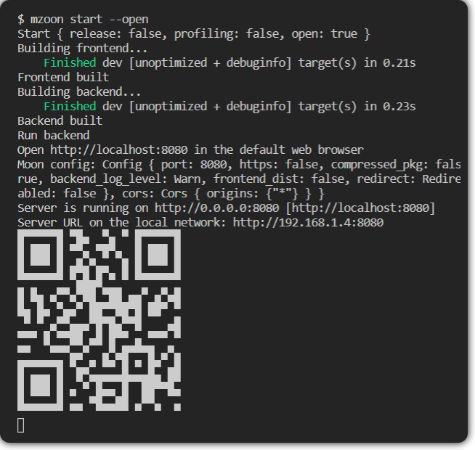 $ mzoon start --open
Start { release: false, profiling: false, open: true }
Building frontend...
    Finished dev [unoptimized + debuginfo] target(s) in 0.21s
Frontend built
Building backend...
    Finished dev [unoptimized + debuginfo] target(s) in 0.23s
Backend built
Run backend
Open http://localhost:8080 in the default web browser
Moon config: Config { port: 8080, https: false, compressed_pkg: fals
rue, backend_log_level: Warn, frontend_dist: false, redirect: Redire
abled: false }, cors: Cors { origins: {"*"} } }
Server is running on http://0.0.0.0:8080 [http://localhost:8080]
Server URL on the local network: http://192.168.1.4:8080